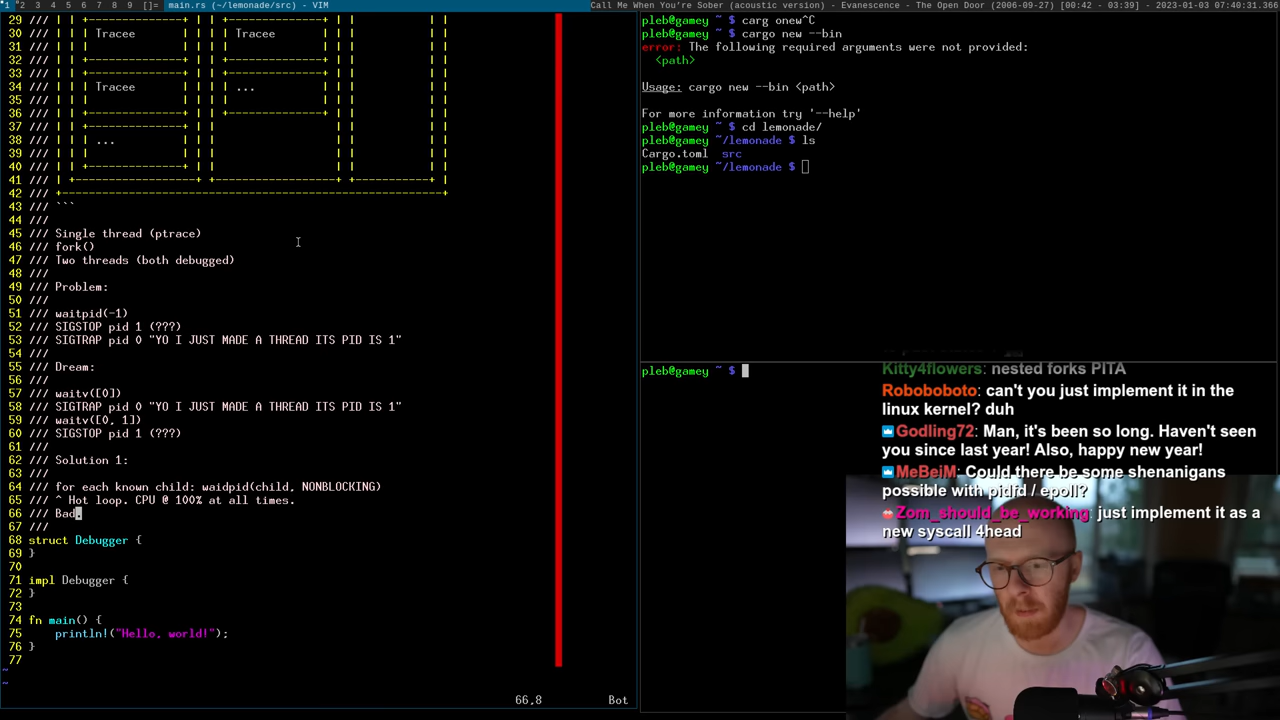 1 2 3 4 5 6 7 8 9 []= main.rs (~/lemonade/src) - VIM
Call Me When You're Sober (acoustic version) - Evanescence - The Open Door (2006-09-27) [00:42 - 03:39] - 2023-01-03 07:40:31.366
29 /// | | +--------------+ | | +--------------+ | | | |
30 /// | | | Tracee | | | | Tracee | | | | |
31 /// | | | | | | | | | | | |
32 /// | | +--------------+ | | +--------------+ | | | |
33 /// | | +--------------+ | | +--------------+ | | | |
34 /// | | | Tracee | | | | ... | | | | |
35 /// | | | | | | | | | | | |
36 /// | | +--------------+ | | +--------------+ | | | |
37 /// | | +--------------+ | | | | | |
38 /// | | | ... | | | | | | |
39 /// | | | | | | | | | |
40 /// | | +--------------+ | | | | | |
41 /// | +------------------+ +------------------+ +----------+ |
42 /// +---------------------------------------------------------+
43 /// ```
44 ///
45 /// Single thread (ptrace)
46 /// fork()
47 /// Two threads (both debugged)
48 ///
49 /// Problem:
50 ///
51 /// waitpid(-1)
52 /// SIGSTOP pid 1 (???)
53 /// SIGTRAP pid 0 "YO I JUST MADE A THREAD ITS PID IS 1"
54 ///
55 /// Dream:
56 ///
57 /// waitv([0])
58 /// SIGTRAP pid 0 "YO I JUST MADE A THREAD ITS PID IS 1"
59 /// waitv([0, 1])
60 /// SIGSTOP pid 1 (???)
61 ///
62 /// Solution 1:
63 ///
64 /// for each known child: waidpid(child, NONBLOCKING)
65 /// ^ Hot loop. CPU @ 100% at all times.
66 /// Bad.
67 ///
68 struct Debugger {
69 }
70
71 impl Debugger {
72 }
73
74 fn main() {
75 println!("Hello, world!");
76 }
77
~
~
66,8 Bot
pleb@gamey ~ $ carg onew^C
pleb@gamey ~ $ cargo new --bin
error: The following required arguments were not provided:
<path>
Usage: cargo new --bin <path>
For more information try '--help'
pleb@gamey ~ $ cd lemonade/
pleb@gamey ~/lemonade $ ls
Cargo.toml src
pleb@gamey ~/lemonade $
pleb@gamey ~ $
Kitty4flowers: nested forks PITA
Roboboboto: can't you just implement it in the
linux kernel? duh
Godling72: Man, it's been so long. Haven't seen
you since last year! Also, happy new year!
MeBeiM: Could there be some shenanigans
possible with pidfd / epoll?
Zom_should_be_working: just implement it as a
new syscall 4head